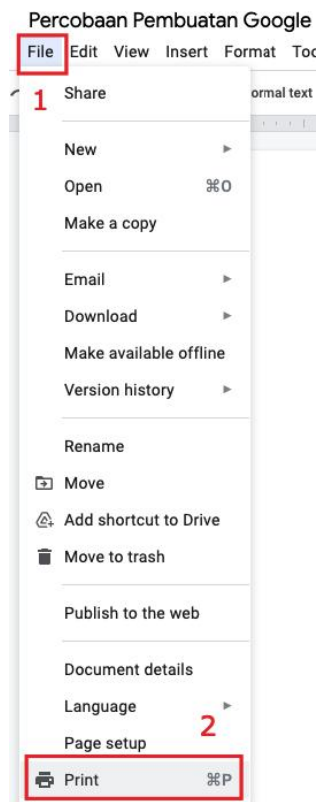 Percobaan Pembuatan Google
File Edit View Insert Format Too
1 Share ormal text
New ►
Open ⌘O
Make a copy
Email ►
Download ►
Make available offline
Version history ►
Rename
Move
Add shortcut to Drive
Move to trash
Publish to the web
Document details
Language ►
2
Page setup
Print ⌘P